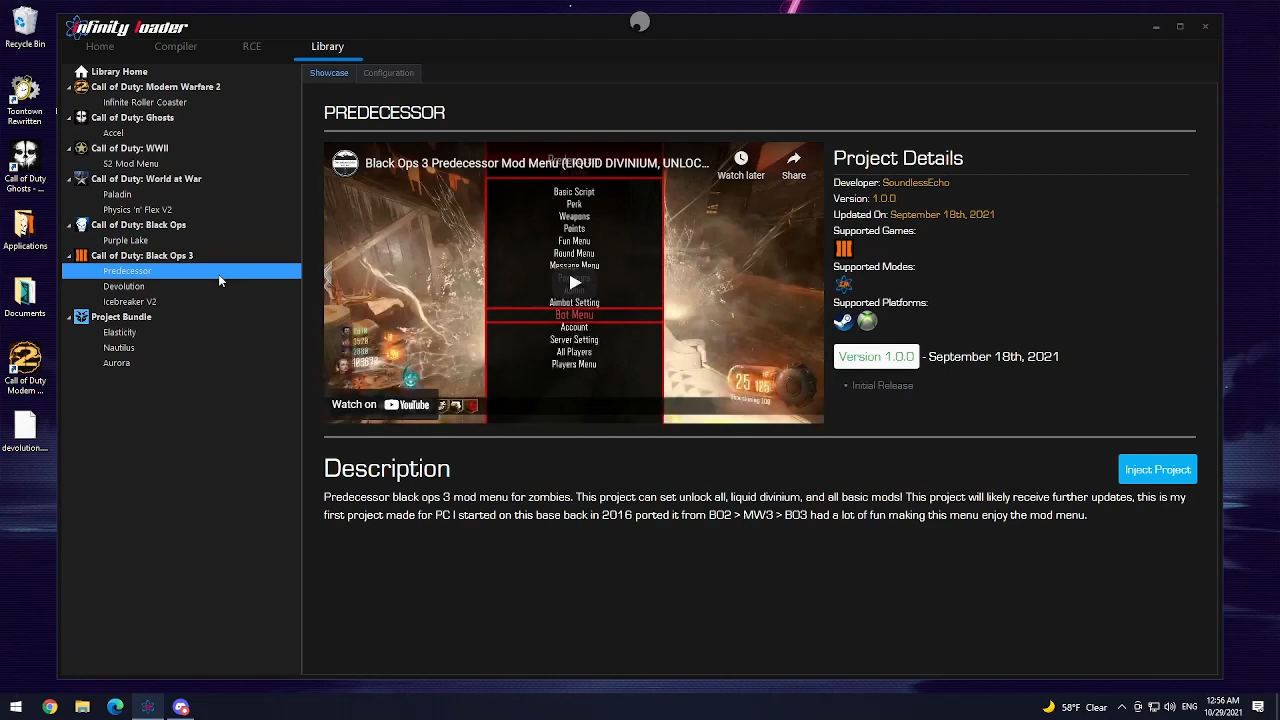 Recycle Bin
Toontown
Rewritten
Call of Duty
Ghosts - ...
Applications
Documents
Call of Duty
devolution....
Infinity Loader
Home
Compiler
RCE
Library
Library Home
Call of Duty: Modern Warfare 2
Infinite Roller Coaster
Call of Duty: Ghosts
Accel
Call of Duty: WWII
S2 Mod Menu
Call of Duty: World at War
Paladin
Physics 'n' Flex V2
Call of Duty: Black Ops
Purple Lake
Call of Duty: Black Ops 3
Predecessor
Devolution
Icebreaker V2
Project Bundle
Elasticity
Nautilus
Aurora
Showcase
Configuration
PREDECESSOR
Black Ops 3 Predecessor Mod Menu (LIQUID DIVINIUM, UNLOC...
Watch later
Share
Basic Script
Perk
Weapons
Points
Fun Menu
Round Menu
Message Menu
Aimbot Setting
Bot Menu
Account
Server Setting
All Players
Players Menu
25
Watch on
YouTube
Project Details
Developer: SoundlessEcho
Version: 1.0.0
Updated On: September 18th, 2021
Supported Games:
Supported Modes:
Supported Platforms:
Version 1.0.0 - September 19th, 2021
• Initial Release
Description
Inject Project
Predecessor black ops 3 mod menu for zombies. This project can set unlock all, liquid divinium, and all basic mods! This project will likely receive further updates this is my
first project made for PC I started this menu back in 2016 ported it from BO2 > MW3 > BO3 had a lot of fun making this menu enjoy the mod menu.
58°F Clear
ENG
12:56 AM
10/29/2021